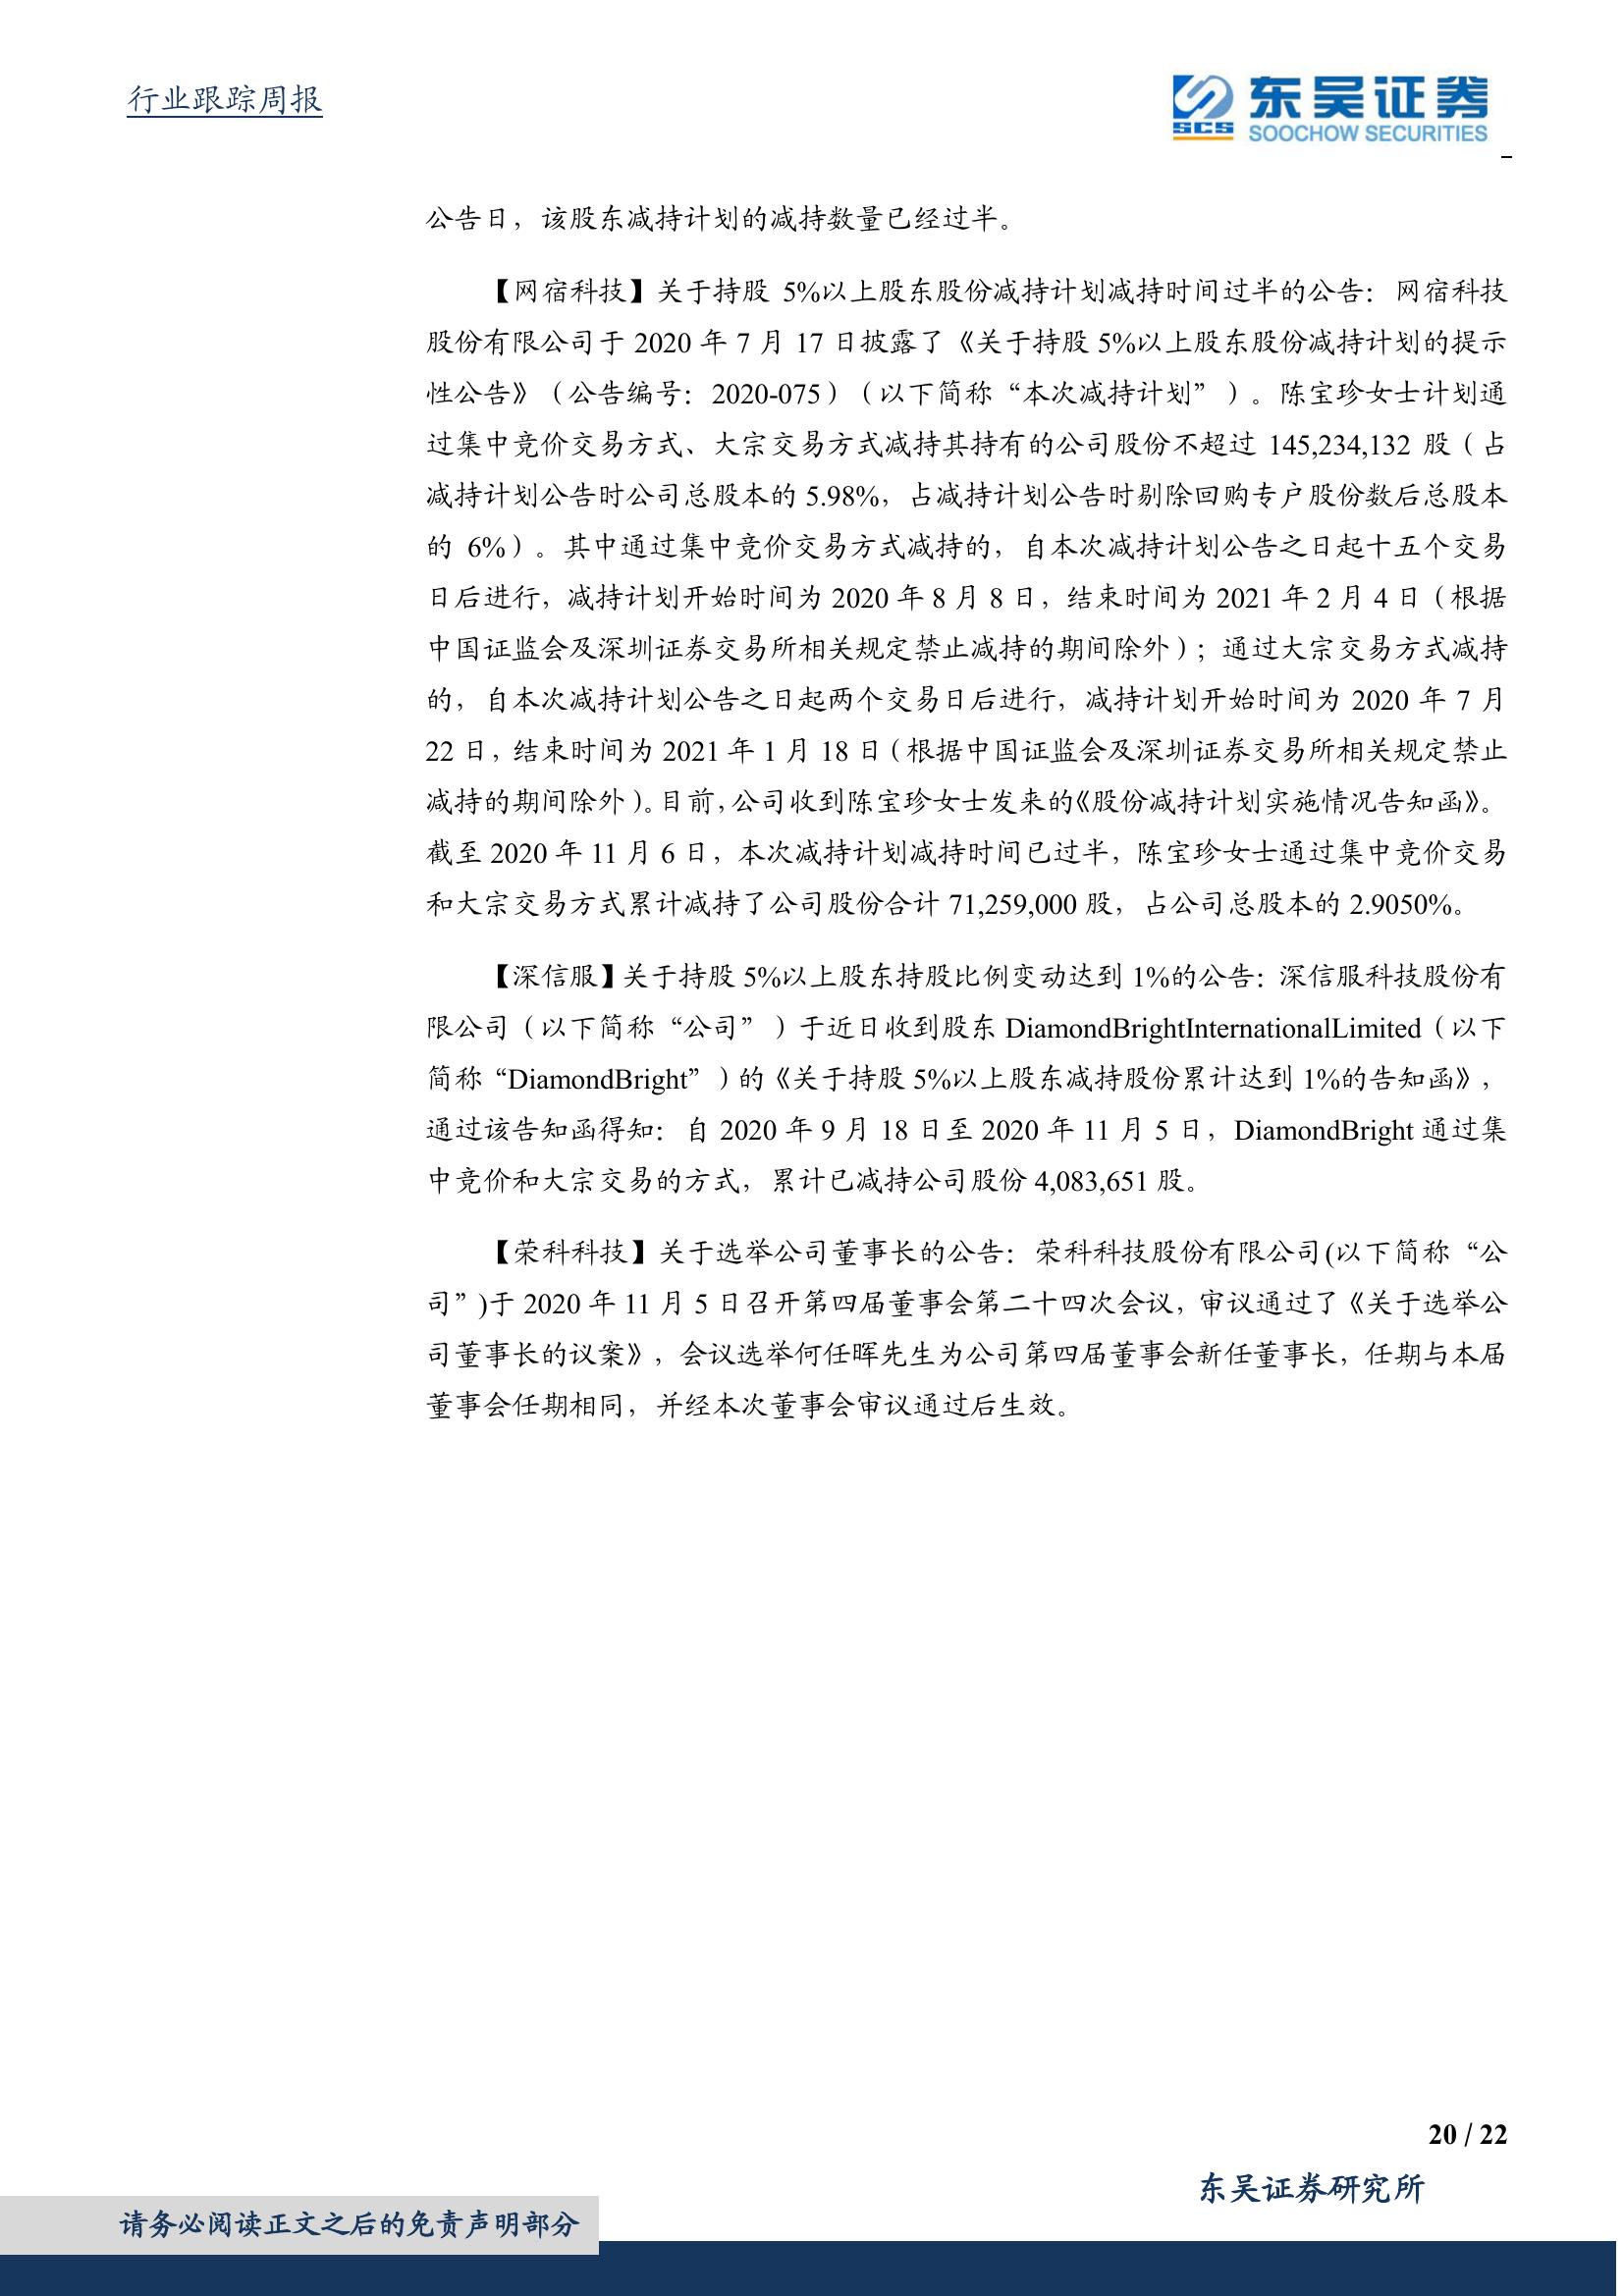 行业跟踪周报
东吴证券
SCS
SOOCHOW SECURITIES
公告日，该股东减持计划的减持数量已经过半。
【网宿科技】关于持股 5%以上股东股份减持计划减持时间过半的公告：网宿科技
股份有限公司于 2020 年 7 月 17 日披露了《关于持股 5%以上股东股份减持计划的提示
性公告》（公告编号：2020-075）（以下简称“本次减持计划”）。陈宝珍女士计划通
过集中竞价交易方式、大宗交易方式减持其持有的公司股份不超过 145,234,132 股（占
减持计划公告时公司总股本的 5.98%，占减持计划公告时剔除回购专户股份数后总股本
的 6%）。其中通过集中竞价交易方式减持的，自本次减持计划公告之日起十五个交易
日后进行，减持计划开始时间为 2020 年 8 月 8 日，结束时间为 2021 年 2 月 4 日（根据
中国证监会及深圳证券交易所相关规定禁止减持的期间除外）；通过大宗交易方式减持
的，自本次减持计划公告之日起两个交易日后进行，减持计划开始时间为 2020 年 7 月
22 日，结束时间为 2021 年 1 月 18 日（根据中国证监会及深圳证券交易所相关规定禁止
减持的期间除外）。目前，公司收到陈宝珍女士发来的《股份减持计划实施情况告知函》。
截至 2020 年 11 月 6 日，本次减持计划减持时间已过半，陈宝珍女士通过集中竞价交易
和大宗交易方式累计减持了公司股份合计 71,259,000 股，占公司总股本的 2.9050%。
【深信服】关于持股 5%以上股东持股比例变动达到 1%的公告：深信服科技股份有
限公司（以下简称“公司”）于近日收到股东 DiamondBrightInternationalLimited（以下
简称“DiamondBright”）的《关于持股 5%以上股东减持股份累计达到 1%的告知函》，
通过该告知函得知：自 2020 年 9 月 18 日至 2020 年 11 月 5 日，DiamondBright 通过集
中竞价和大宗交易的方式，累计已减持公司股份 4,083,651 股。
【荣科科技】关于选举公司董事长的公告：荣科科技股份有限公司(以下简称“公
司”)于 2020 年 11 月 5 日召开第四届董事会第二十四次会议，审议通过了《关于选举公
司董事长的议案》，会议选举何任晖先生为公司第四届董事会新任董事长，任期与本届
董事会任期相同，并经本次董事会审议通过后生效。
20 / 22
东吴证券研究所
请务必阅读正文之后的免责声明部分